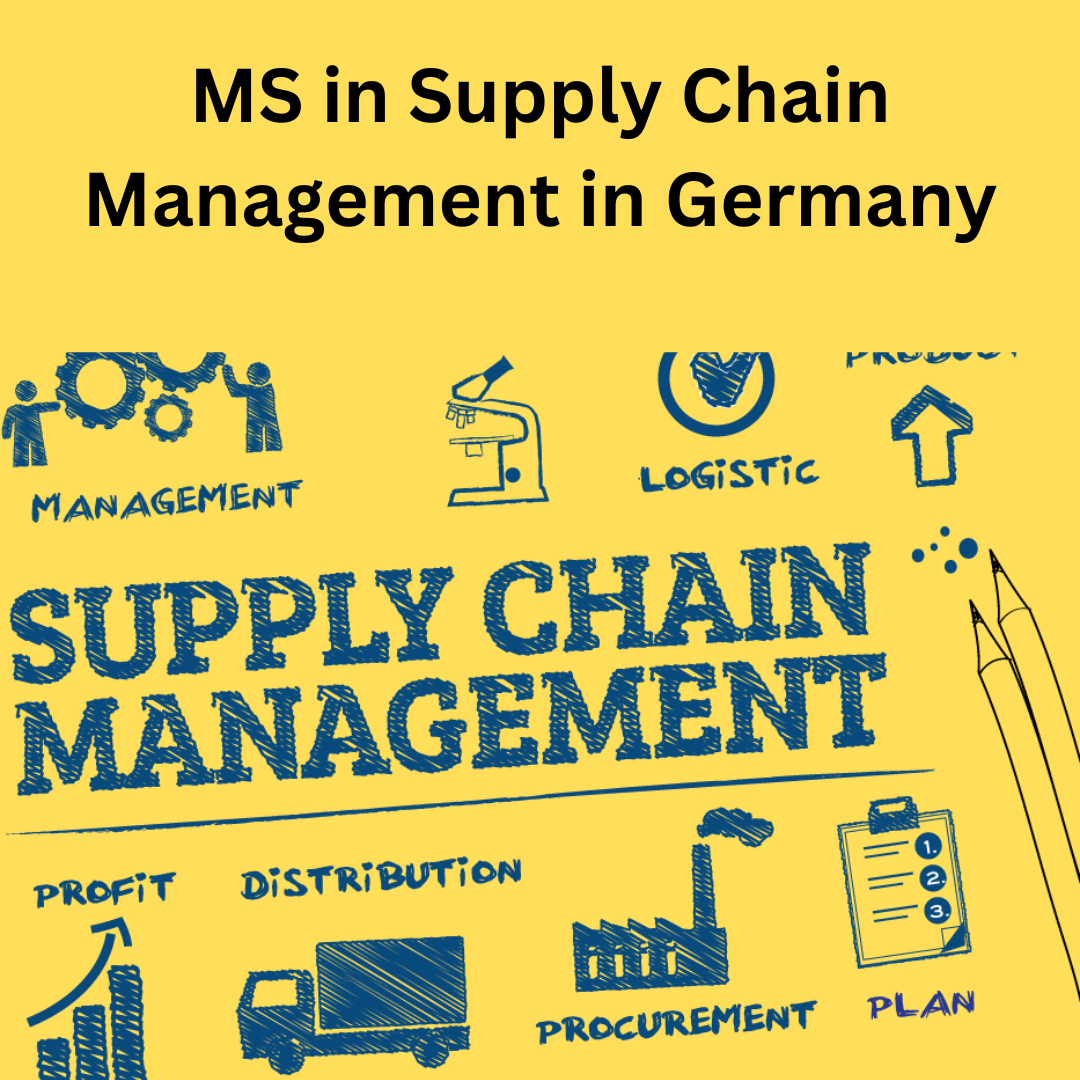 MS in Supply Chain
Management in Germany
PRODUCT
MANAGEMENT
LOGiSTiC
SUPPLY CHAIN
MANAGEMENT
PROFiT
DiSTRiBUTiON
1.
2.
3.
PROCUREMENT
PLAN